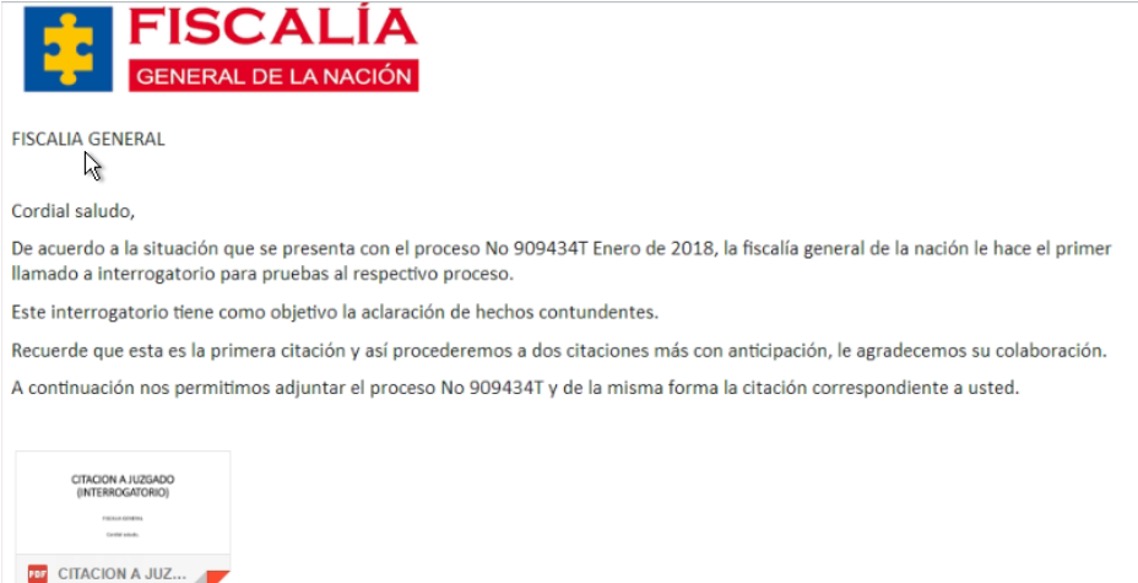 FISCALÍA
GENERAL DE LA NACIÓN
FISCALIA GENERAL
Cordial saludo,
De acuerdo a la situación que se presenta con el proceso No 909434T Enero de 2018, la fiscalía general de la nación le hace el primer
llamado a interrogatorio para pruebas al respectivo proceso.
Este interrogatorio tiene como objetivo la aclaración de hechos contundentes.
Recuerde que esta es la primera citación y así procederemos a dos citaciones más con anticipación, le agradecemos su colaboración.
A continuación nos permitimos adjuntar el proceso No 909434T y de la misma forma la citación correspondiente a usted.
CITACION A JUZGADO
(INTERROGATORIO)
FISCALIA GENERAL
Cordial saludo,
PDF CITACION A JUZ...